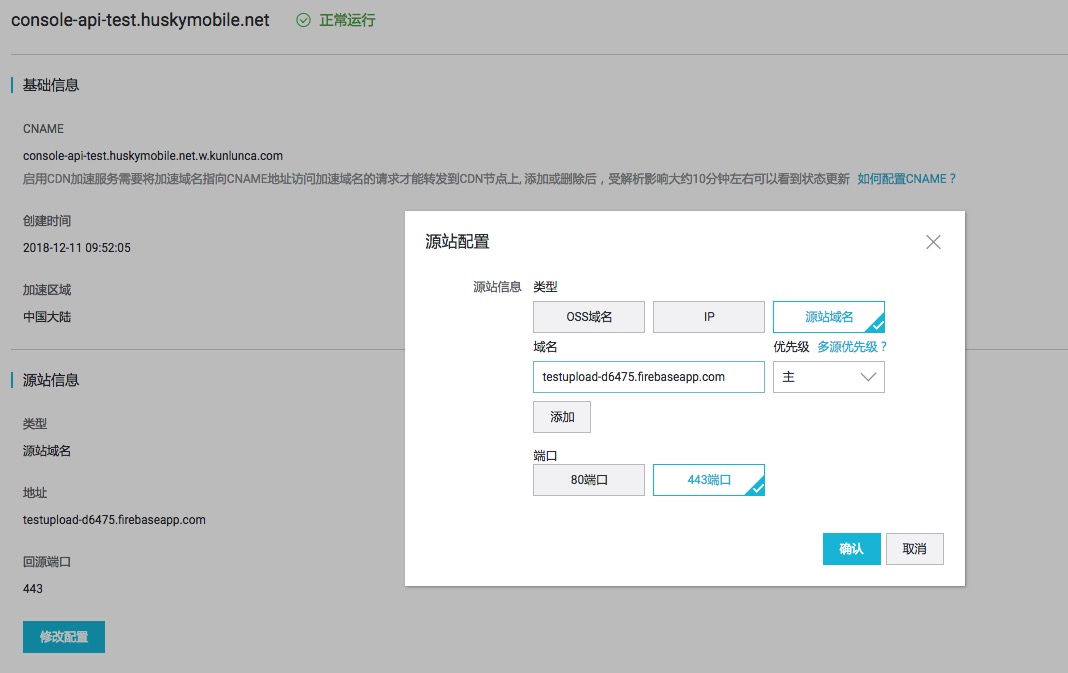 console-api-test.huskymobile.net 正常运行
基础信息
CNAME
console-api-test.huskymobile.net.w.kunlunca.com
启用CDN加速服务需要将加速域名指向CNAME地址访问加速域名的请求才能转发到CDN节点上, 添加或删除后，受解析影响大约10分钟左右可以看到状态更新 如何配置CNAME？
创建时间
2018-12-11 09:52:05
加速区域
中国大陆
源站信息
类型
源站域名
地址
testupload-d6475.firebaseapp.com
回源端口
443
修改配置
源站配置
源站信息 类型
OSS域名 IP 源站域名
域名 优先级 多源优先级？
testupload-d6475.firebaseapp.com 主
添加
端口
80端口 443端口
确认 取消